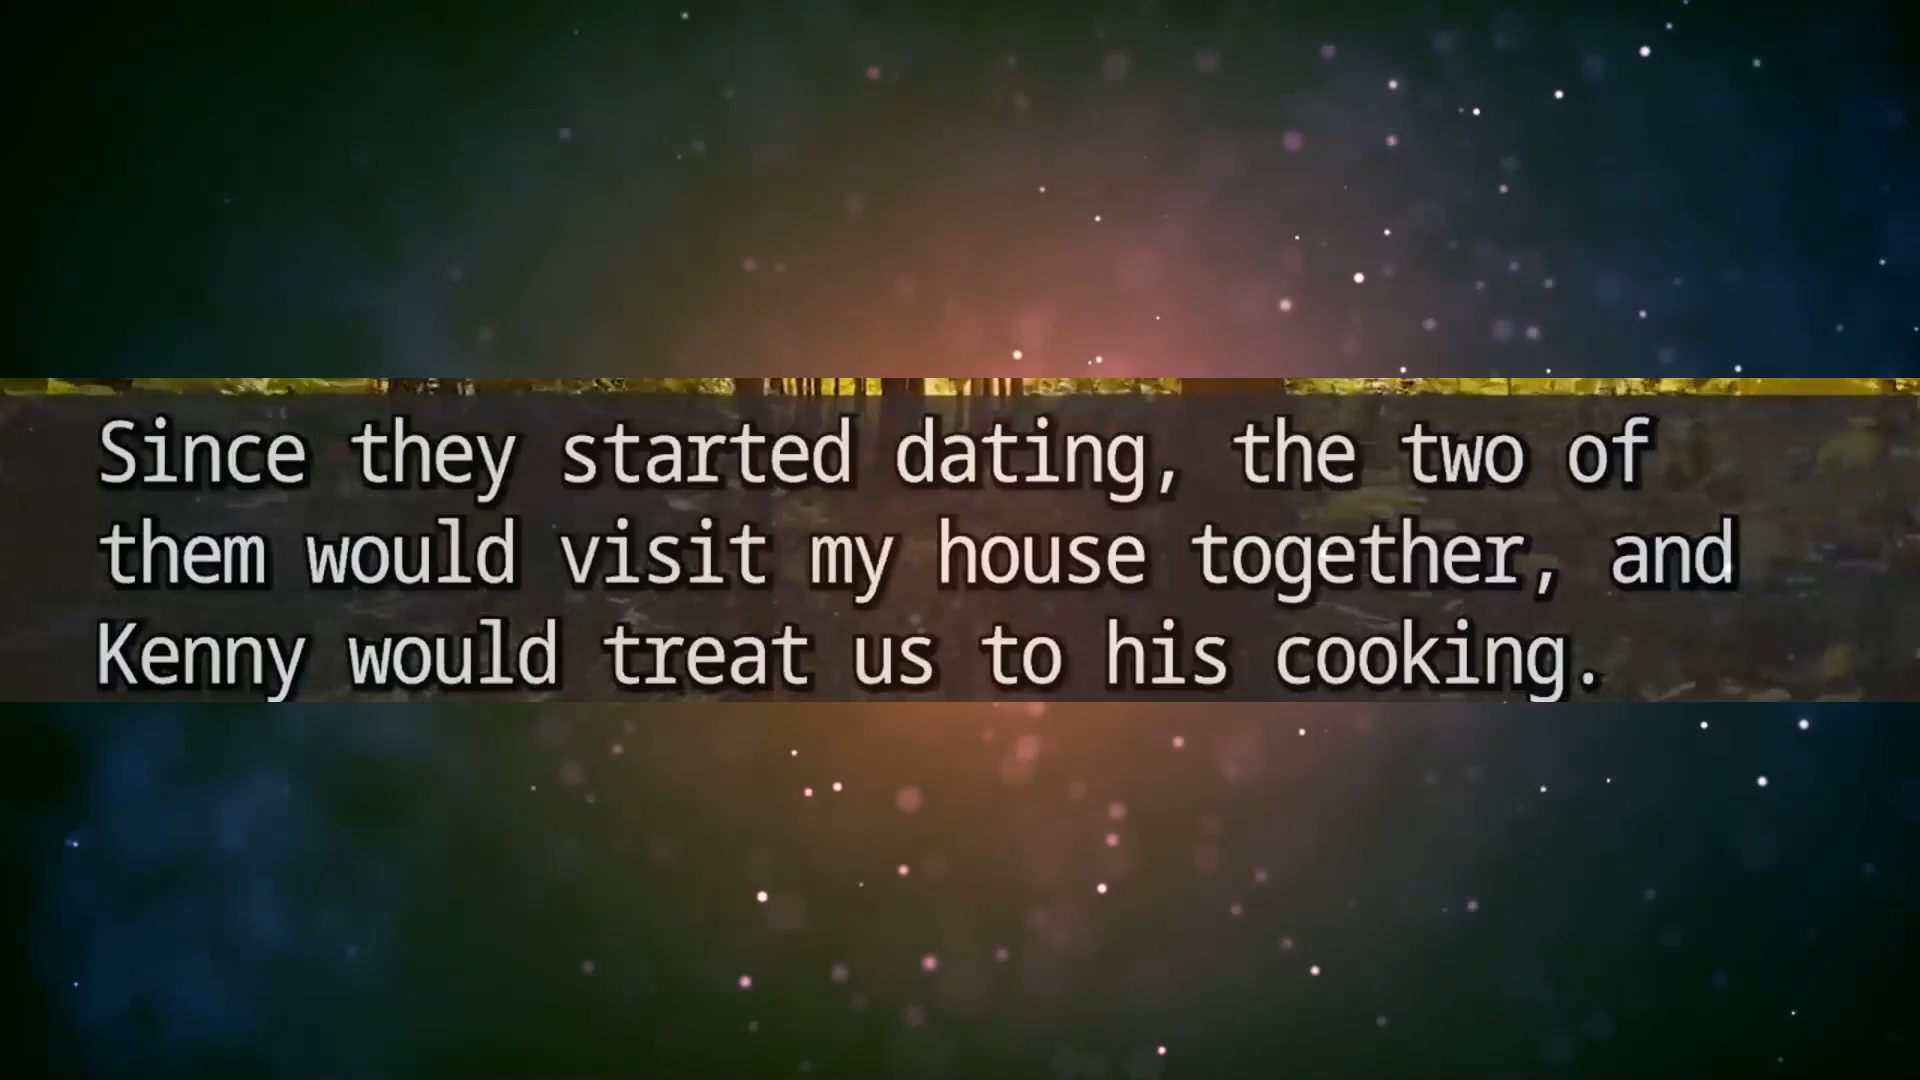 Since they started dating, the two of
them would visit my house together, and
Kenny would treat us to his cooking.